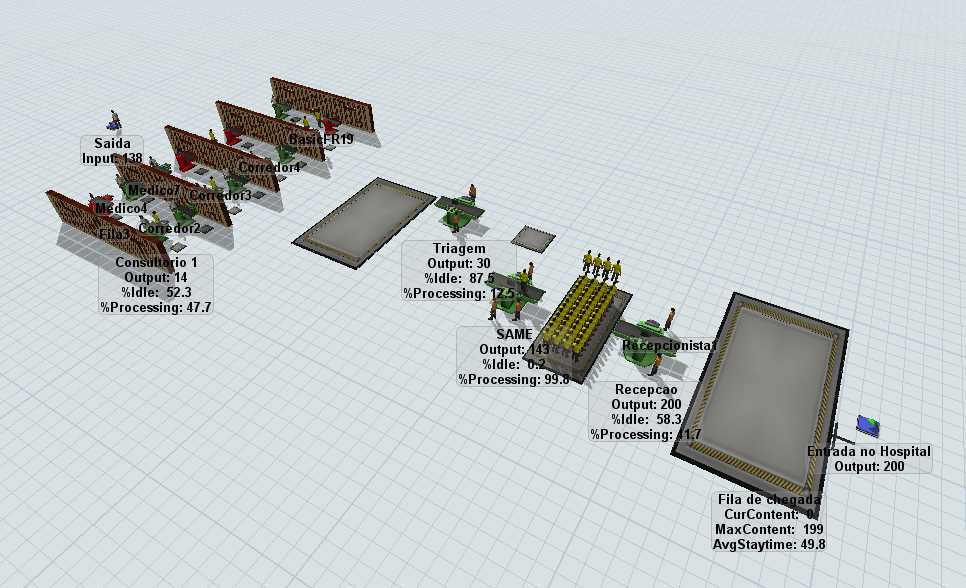 Saida
Input: 138
BasicFR19
Corredor4
Medico7
Corredor3
Medico4
Corredor2
Fila3
Consultario 1
Output: 14
%Idle: 52.3
%Processing: 47.7
Triagem
Output: 30
%Idle: 87.5
%Processing: 12.5
SAME
Output: 143
%Idle: 0.2
%Processing: 99.8
Recepcionista1
Recepcao
Output: 200
%Idle: 58.3
%Processing: 41.7
Entrada no Hospital
Output: 200
Fila de chegada
CurContent: 0
MaxContent: 199
AvgStaytime: 49.8